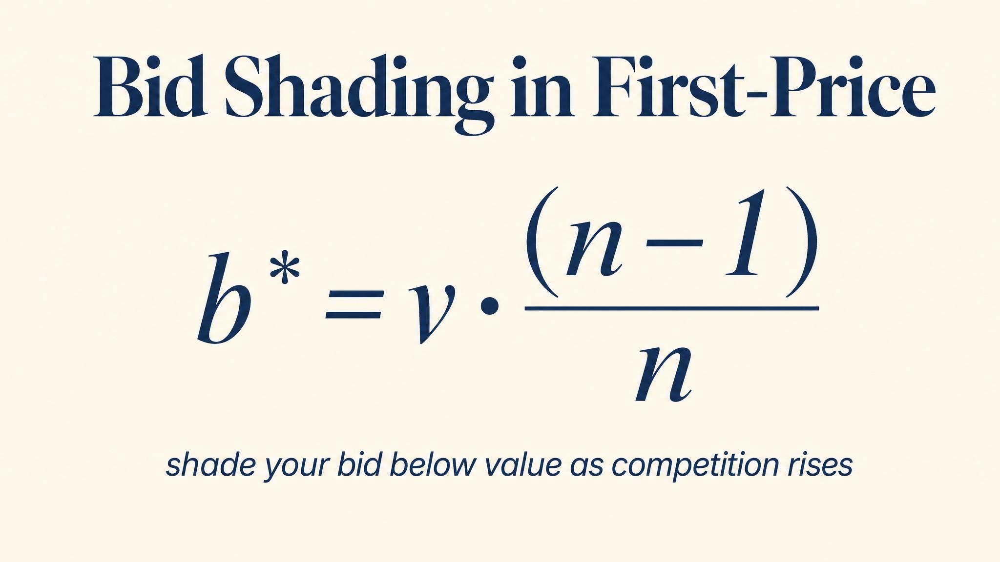 Bid Shading in First-Price
b* = v · (n − 1) / n
shade your bid below value as competition rises